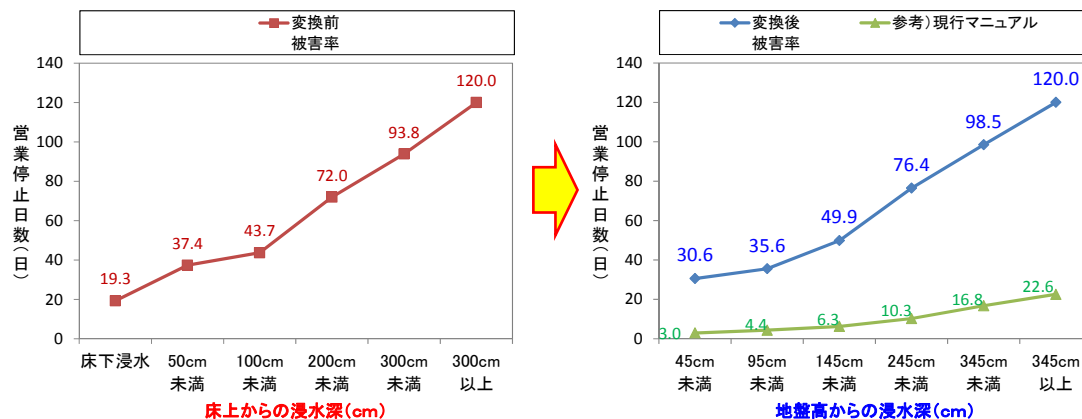 変換前
被害率
140
120
100
80
60
40
20
0
営業停止日数(日)
19.3
37.4
43.7
72.0
93.8
120.0
床下浸水
50cm
未満
100cm
未満
200cm
未満
300cm
未満
300cm
以上
床上からの浸水深(cm)
変換後
被害率
参考)現行マニュアル
140
120
100
80
60
40
20
0
営業停止日数(日)
30.6
35.6
49.9
76.4
98.5
120.0
3.0
4.4
6.3
10.3
16.8
22.6
45cm
未満
95cm
未満
145cm
未満
245cm
未満
345cm
未満
345cm
以上
地盤高からの浸水深(cm)